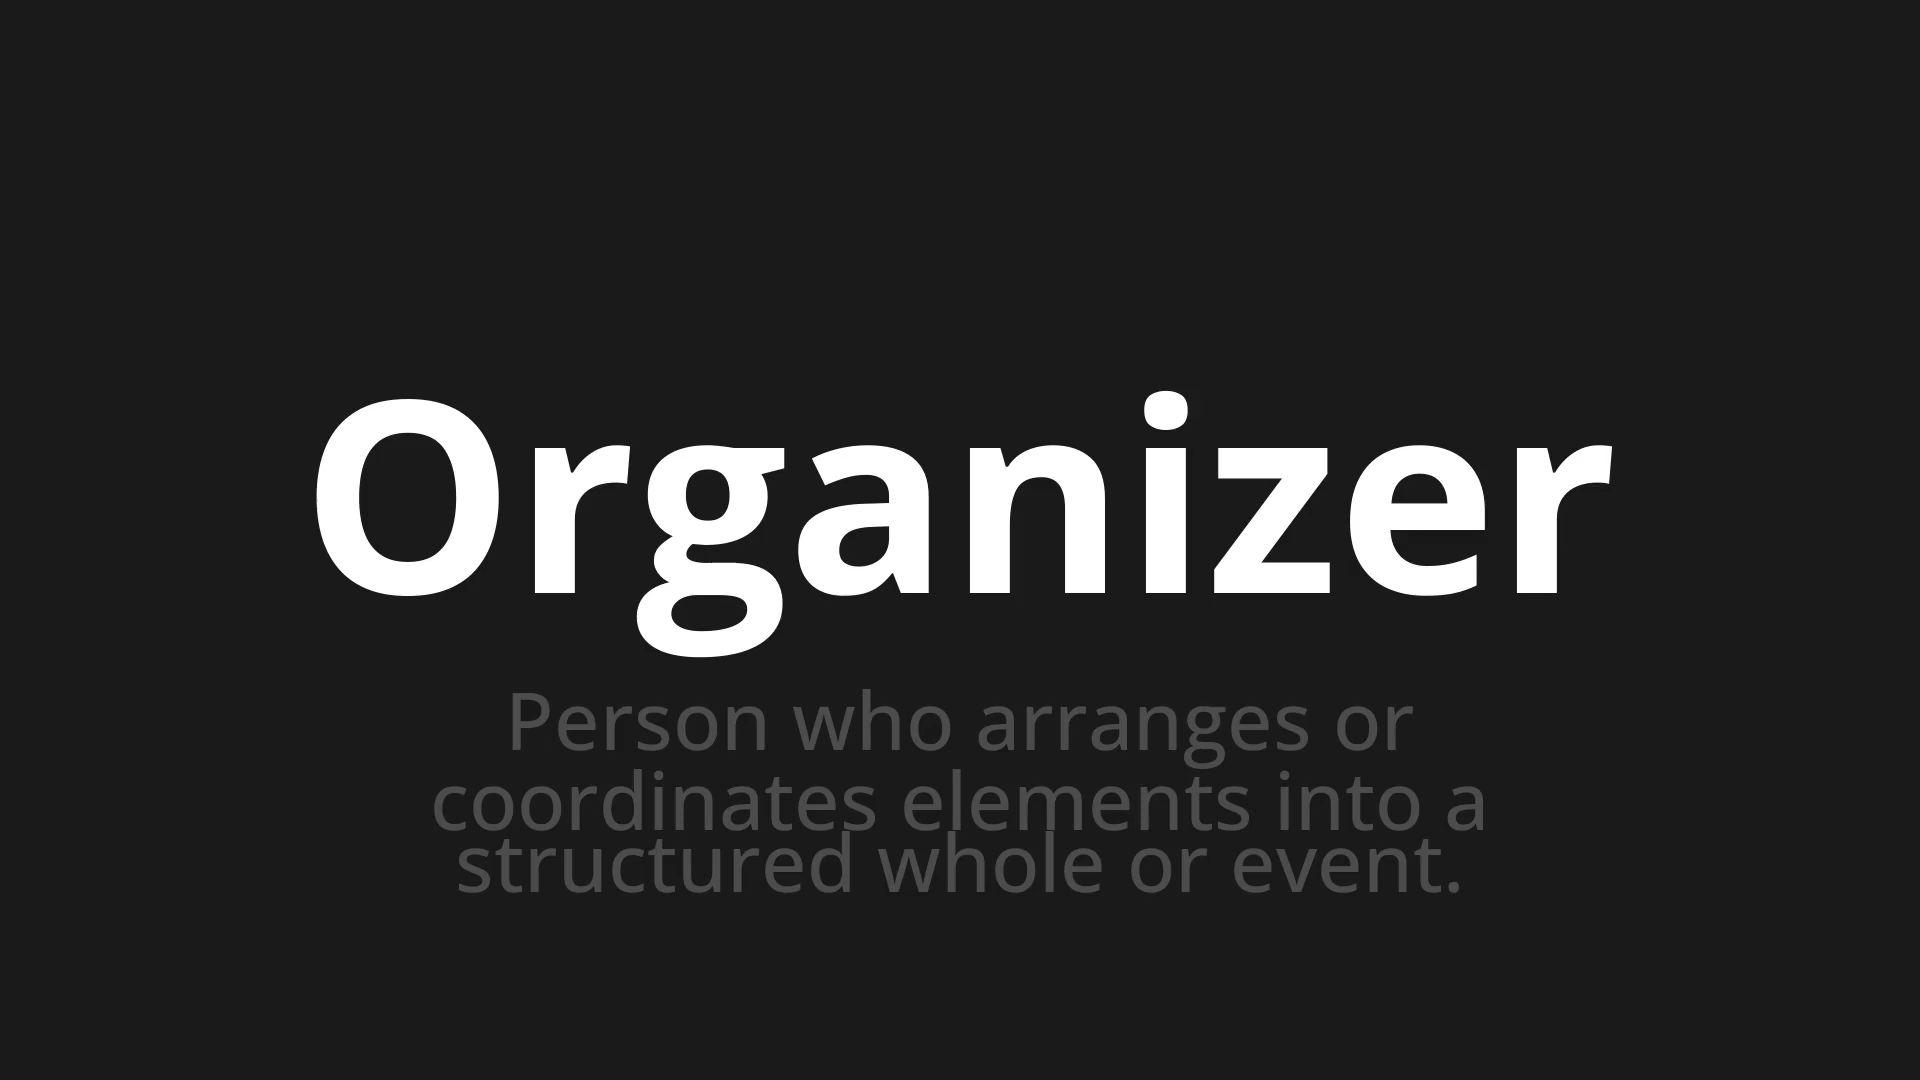 Organizer
Person who arranges or
coordinates elements into a
structured whole or event.